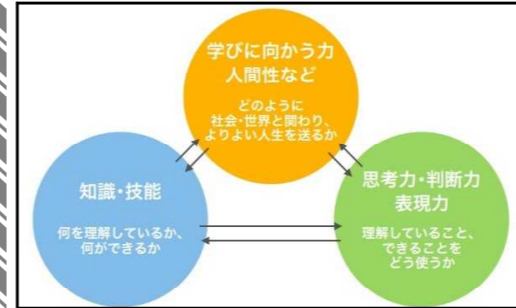 学びに向かう力
人間性など
どのように
社会・世界と関わり、
よりよい人生を送るか
知識・技能
何を理解しているか、
何ができるか
思考力・判断力
表現力
理解していること、
できることを
どう使うか